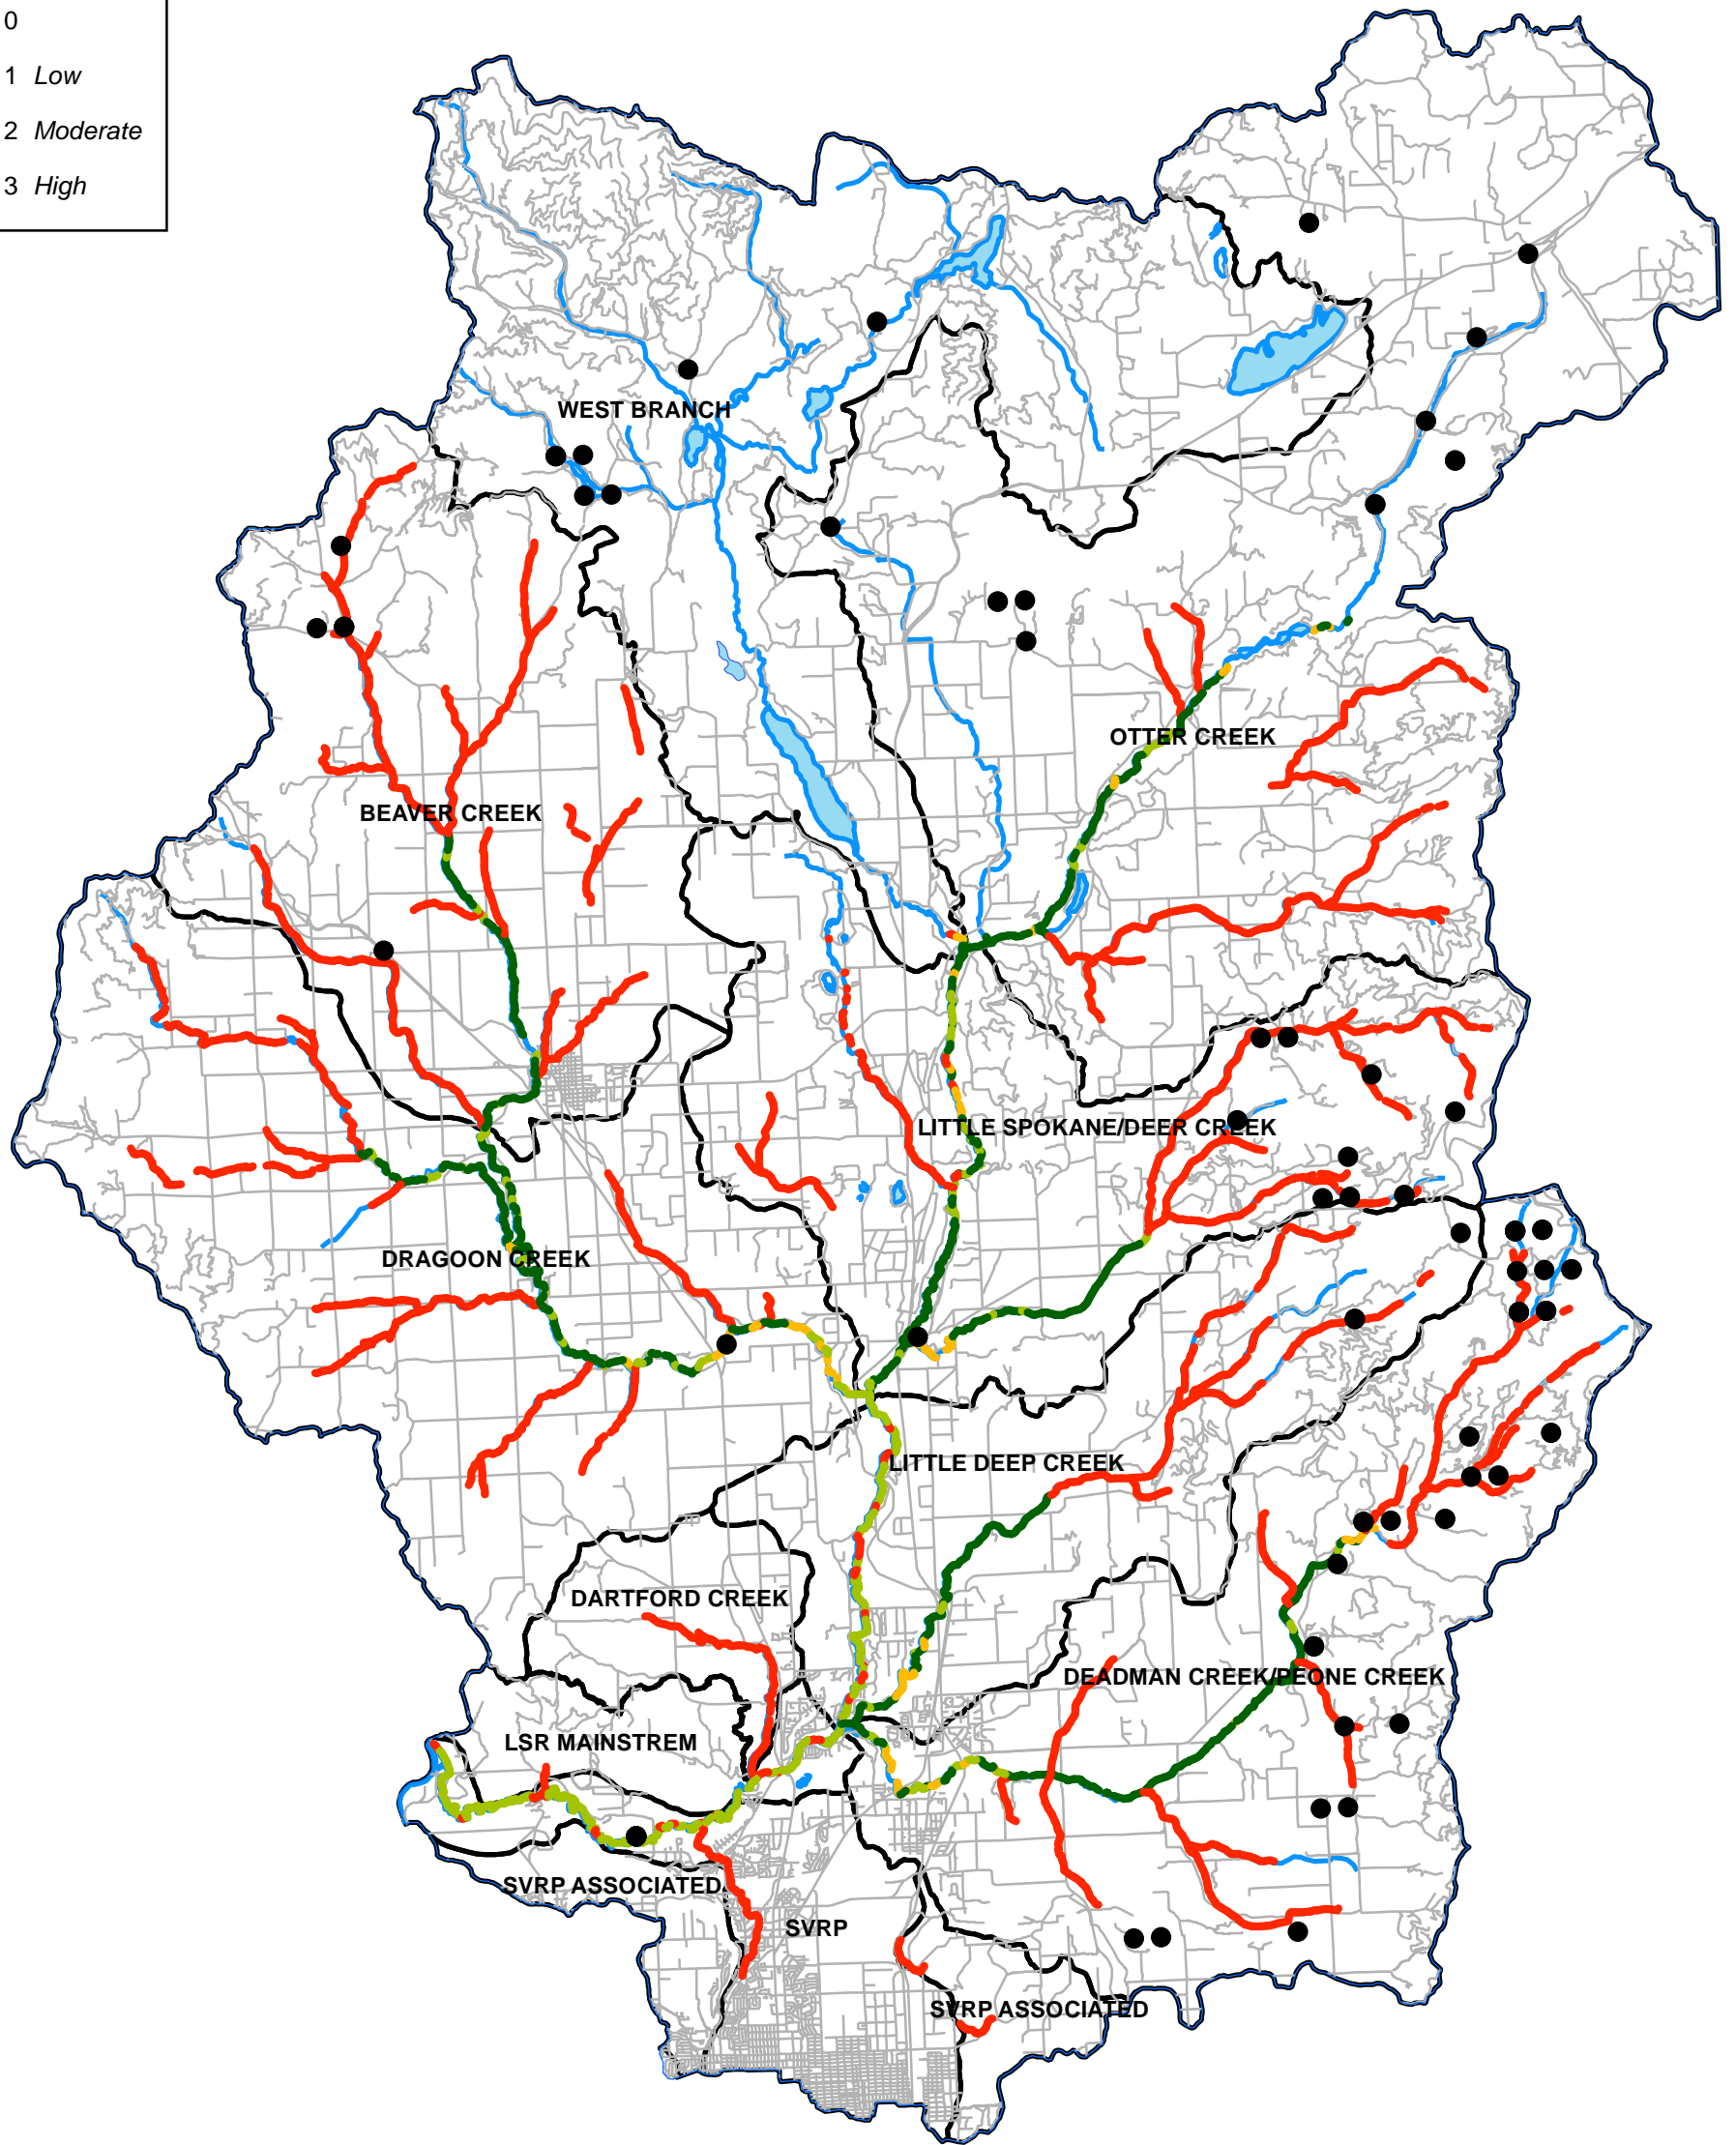 0
1 Low
2 Moderate
3 High
WEST BRANCH
OTTER CREEK
BEAVER CREEK
LITTLE SPOKANE/DEER CREEK
DRAGOON CREEK
LITTLE DEEP CREEK
DARTFORD CREEK
DEADMAN CREEK/PEONE CREEK
LSR MAINSTREM
SVRP ASSOCIATED
SVRP
SVRP ASSOCIATED